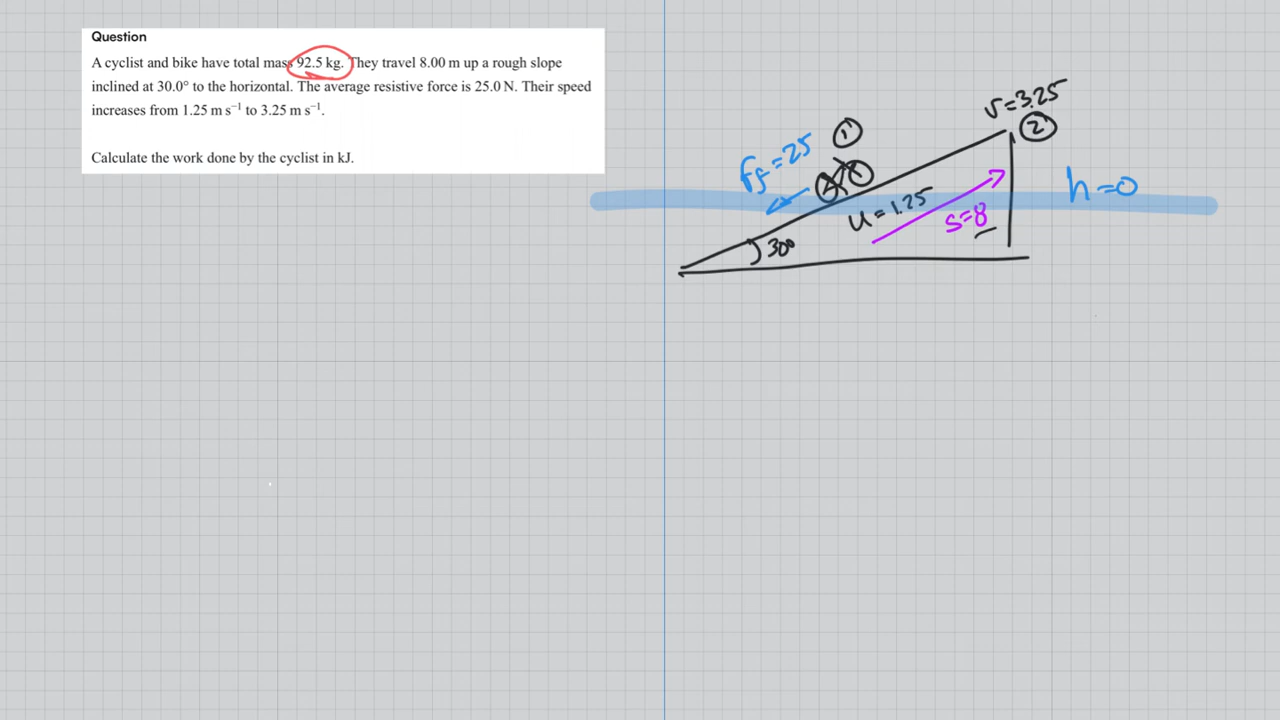 Question
A cyclist and bike have total mass 92.5 kg. They travel 8.00 m up a rough slope
inclined at 30.0° to the horizontal. The average resistive force is 25.0 N. Their speed
increases from 1.25 m s⁻¹ to 3.25 m s⁻¹.
Calculate the work done by the cyclist in kJ.
v=3.25
②
①
Ff=25
h=0
u=1.25
s=8
30°